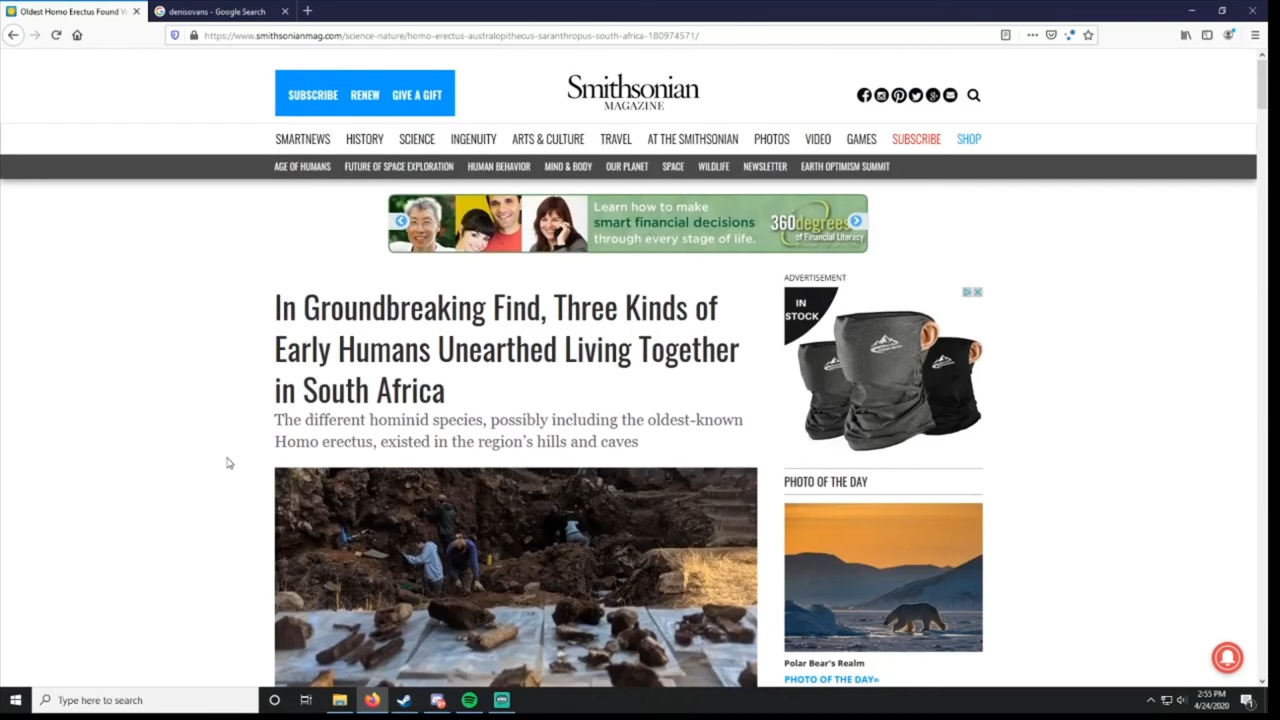 Oldest Homo Erectus Found W
denisovans - Google Search
https://www.smithsonianmag.com/science-nature/homo-erectus-australopithecus-saranthropus-south-africa-180974571/
SUBSCRIBE RENEW GIVE A GIFT
Smithsonian
MAGAZINE
SMARTNEWS HISTORY SCIENCE INGENUITY ARTS & CULTURE TRAVEL AT THE SMITHSONIAN PHOTOS VIDEO GAMES SUBSCRIBE SHOP
AGE OF HUMANS FUTURE OF SPACE EXPLORATION HUMAN BEHAVIOR MIND & BODY OUR PLANET SPACE WILDLIFE NEWSLETTER EARTH OPTIMISM SUMMIT
Learn how to make
smart financial decisions
through every stage of life.
360degrees
of Financial Literacy
ADVERTISEMENT
IN
STOCK
In Groundbreaking Find, Three Kinds of
Early Humans Unearthed Living Together
in South Africa
The different hominid species, possibly including the oldest-known
Homo erectus, existed in the region's hills and caves
PHOTO OF THE DAY
Polar Bear's Realm
PHOTO OF THE DAY»
Type here to search
2:55 PM
4/24/2020